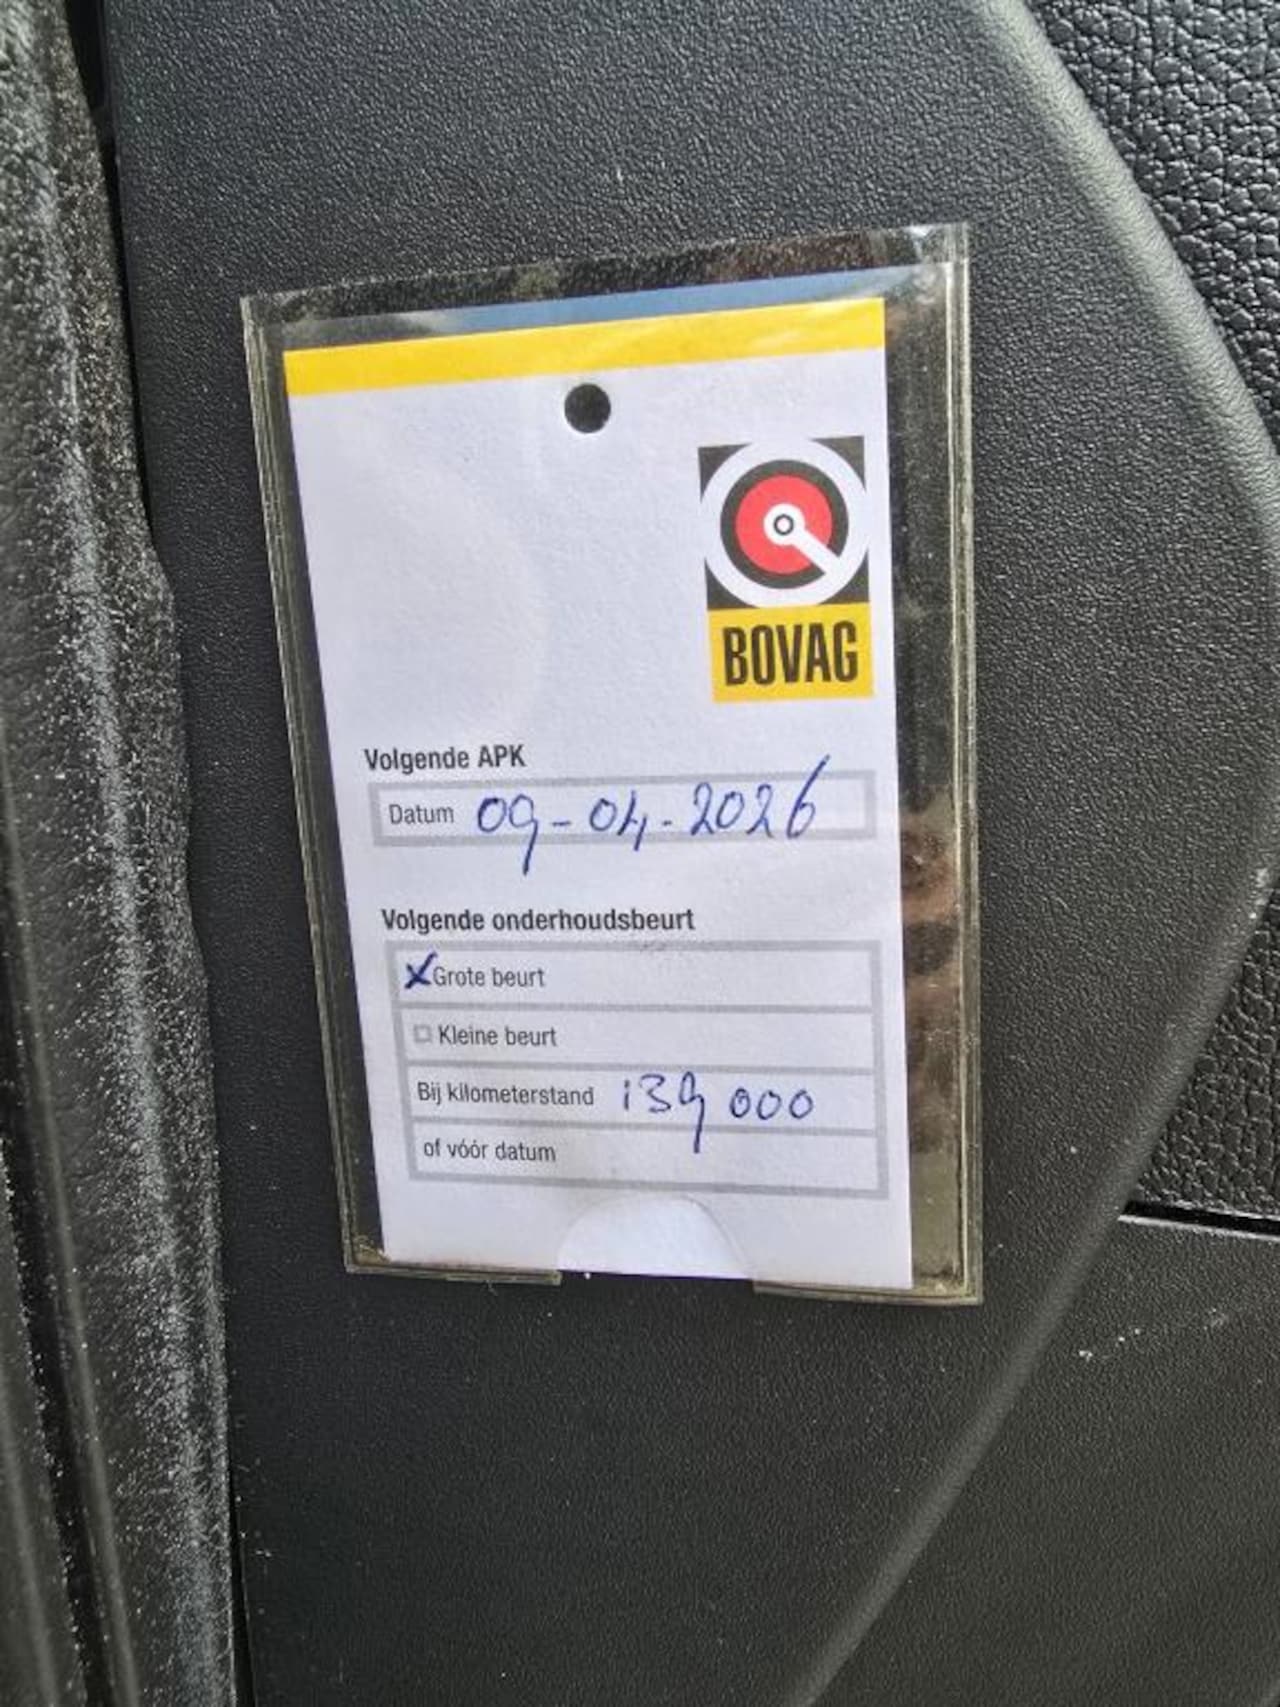 BOVAG
Volgende APK
Datum 09-04-2026
Volgende onderhoudsbeurt
Grote beurt
Kleine beurt
Bij kilometerstand 139 000
of vóór datum